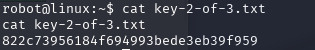 robot@linux:~$ cat key-2-of-3.txt
cat key-2-of-3.txt
822c73956184f694993bede3eb39f959